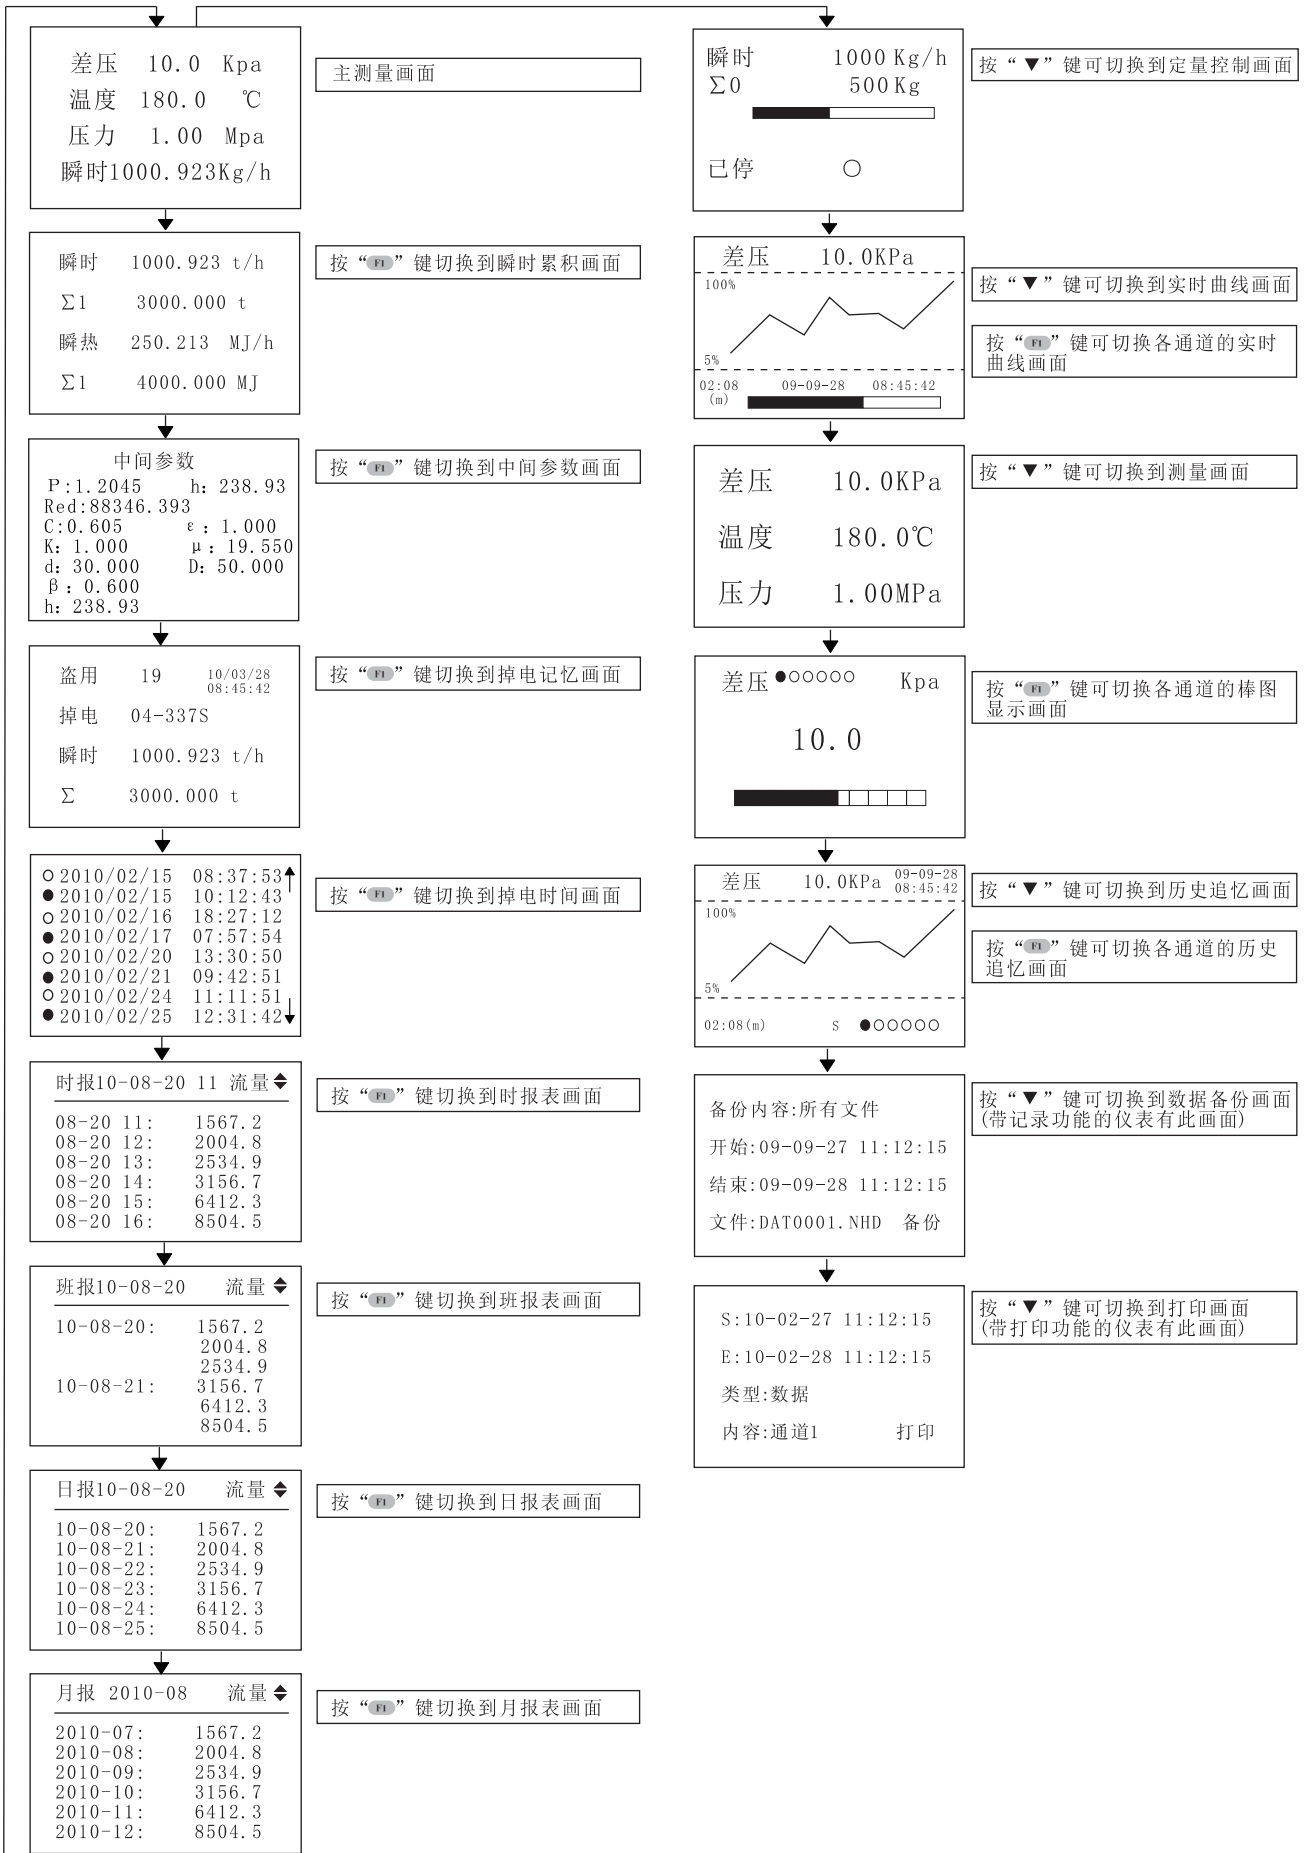 差压 10.0 Kpa
温度 180.0 ℃
压力 1.00 Mpa
瞬时1000.923Kg/h
主测量画面
瞬时 1000.923 t/h
∑1 3000.000 t
瞬热 250.213 MJ/h
∑1 4000.000 MJ
按“F1”键切换到瞬时累积画面
中间参数
P:1.2045 h: 238.93
Red:88346.393
C:0.605 ε: 1.000
K: 1.000 μ: 19.550
d: 30.000 D: 50.000
β: 0.600
h: 238.93
按“F1”键切换到中间参数画面
盗用 19 10/03/28
08:45:42
掉电 04-337S
瞬时 1000.923 t/h
∑ 3000.000 t
按“F1”键切换到掉电记忆画面
○2010/02/15 08:37:53↑
●2010/02/15 10:12:43
○2010/02/16 18:27:12
●2010/02/17 07:57:54
○2010/02/20 13:30:50
●2010/02/21 09:42:51
○2010/02/24 11:11:51
●2010/02/25 12:31:42↓
按“F1”键切换到掉电时间画面
时报10-08-20 11 流量
08-20 11: 1567.2
08-20 12: 2004.8
08-20 13: 2534.9
08-20 14: 3156.7
08-20 15: 6412.3
08-20 16: 8504.5
按“F1”键切换到时报表画面
班报10-08-20 流量
10-08-20: 1567.2
2004.8
2534.9
10-08-21: 3156.7
6412.3
8504.5
按“F1”键切换到班报表画面
日报10-08-20 流量
10-08-20: 1567.2
10-08-21: 2004.8
10-08-22: 2534.9
10-08-23: 3156.7
10-08-24: 6412.3
10-08-25: 8504.5
按“F1”键切换到日报表画面
月报 2010-08 流量
2010-07: 1567.2
2010-08: 2004.8
2010-09: 2534.9
2010-10: 3156.7
2010-11: 6412.3
2010-12: 8504.5
按“F1”键切换到月报表画面
瞬时 1000 Kg/h
∑0 500 Kg
已停 ○
按“▼”键可切换到定量控制画面
差压 10.0KPa
100%
5%
02:08 09-09-28 08:45:42
(m)
按“▼”键可切换到实时曲线画面
按“F1”键可切换各通道的实时
曲线画面
差压 10.0KPa
温度 180.0℃
压力 1.00MPa
按“▼”键可切换到测量画面
差压●○○○○○ Kpa
10.0
按“F1”键可切换各通道的棒图
显示画面
差压 10.0KPa 09-09-28
08:45:42
100%
5%
02:08(m) S ●○○○○○
按“▼”键可切换到历史追忆画面
按“F1”键可切换各通道的历史
追忆画面
备份内容:所有文件
开始:09-09-27 11:12:15
结束:09-09-28 11:12:15
文件:DAT0001.NHD 备份
按“▼”键可切换到数据备份画面
(带记录功能的仪表有此画面)
S:10-02-27 11:12:15
E:10-02-28 11:12:15
类型:数据
内容:通道1 打印
按“▼”键可切换到打印画面
(带打印功能的仪表有此画面)